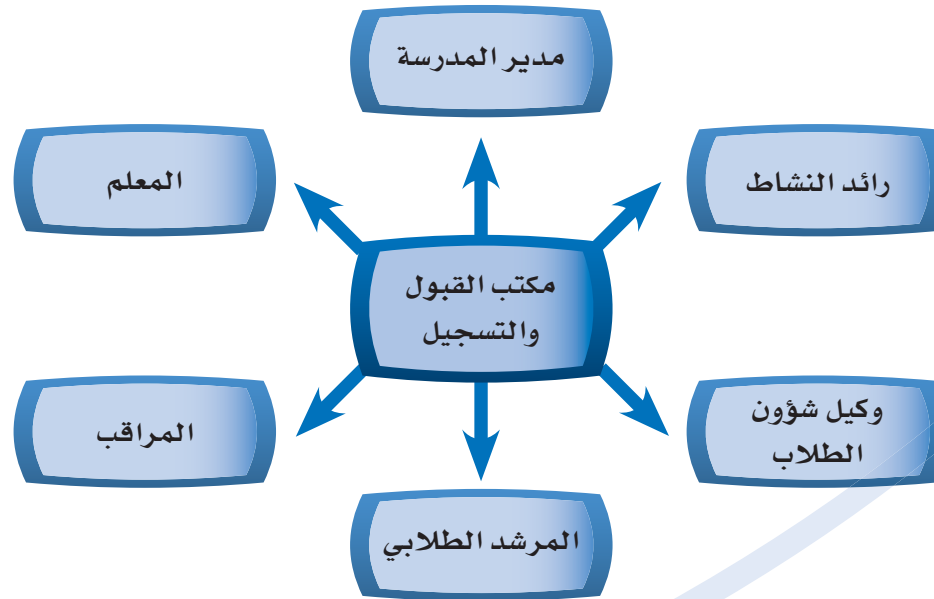 مدير المدرسة
رائد النشاط
المعلم
مكتب القبول
والتسجيل
وكيل شؤون
الطلاب
المراقب
المرشد الطلابي